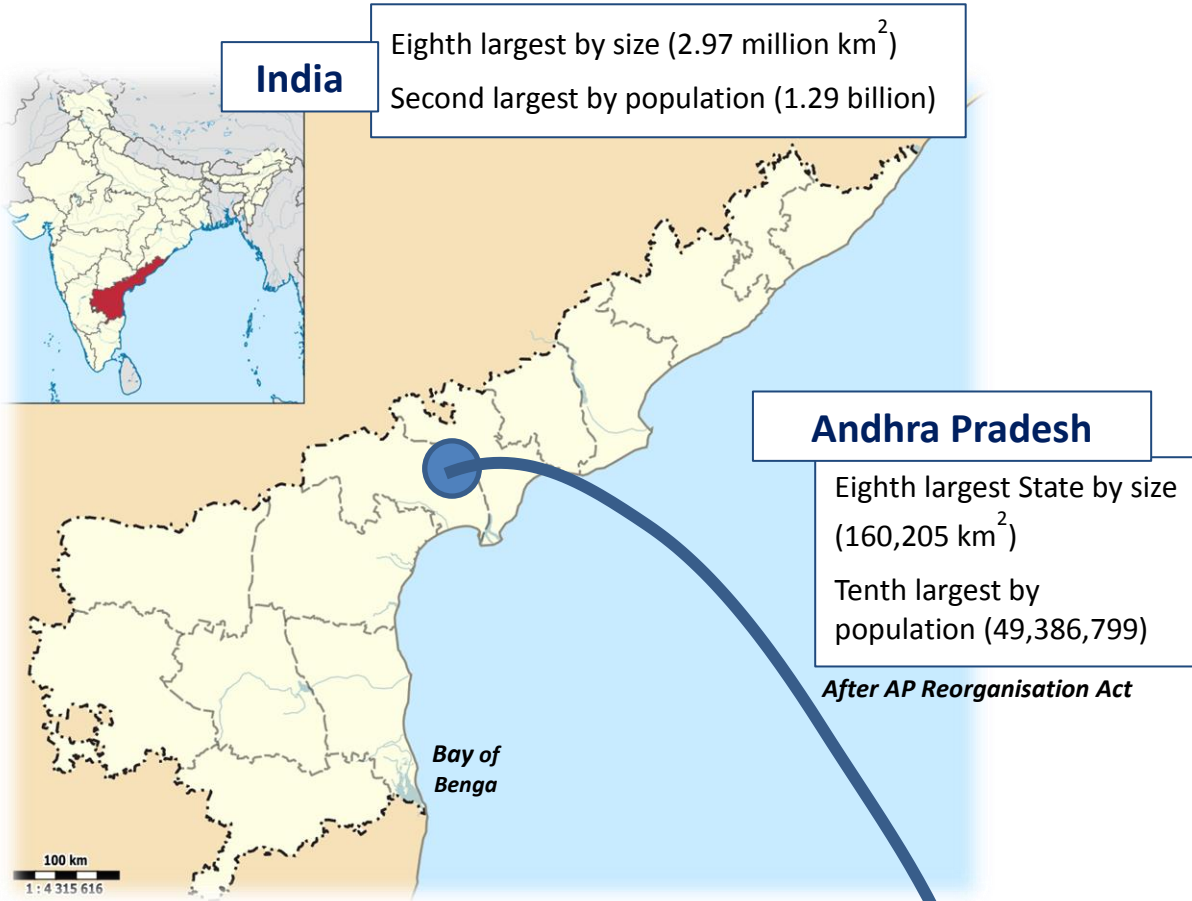 India
Eighth largest by size (2.97 million km²)
Second largest by population (1.29 billion)
Andhra Pradesh
Eighth largest State by size
(160,205 km²)
Tenth largest by
population (49,386,799)
After AP Reorganisation Act
Bay of
Benga
100 km
1 : 4 315 616